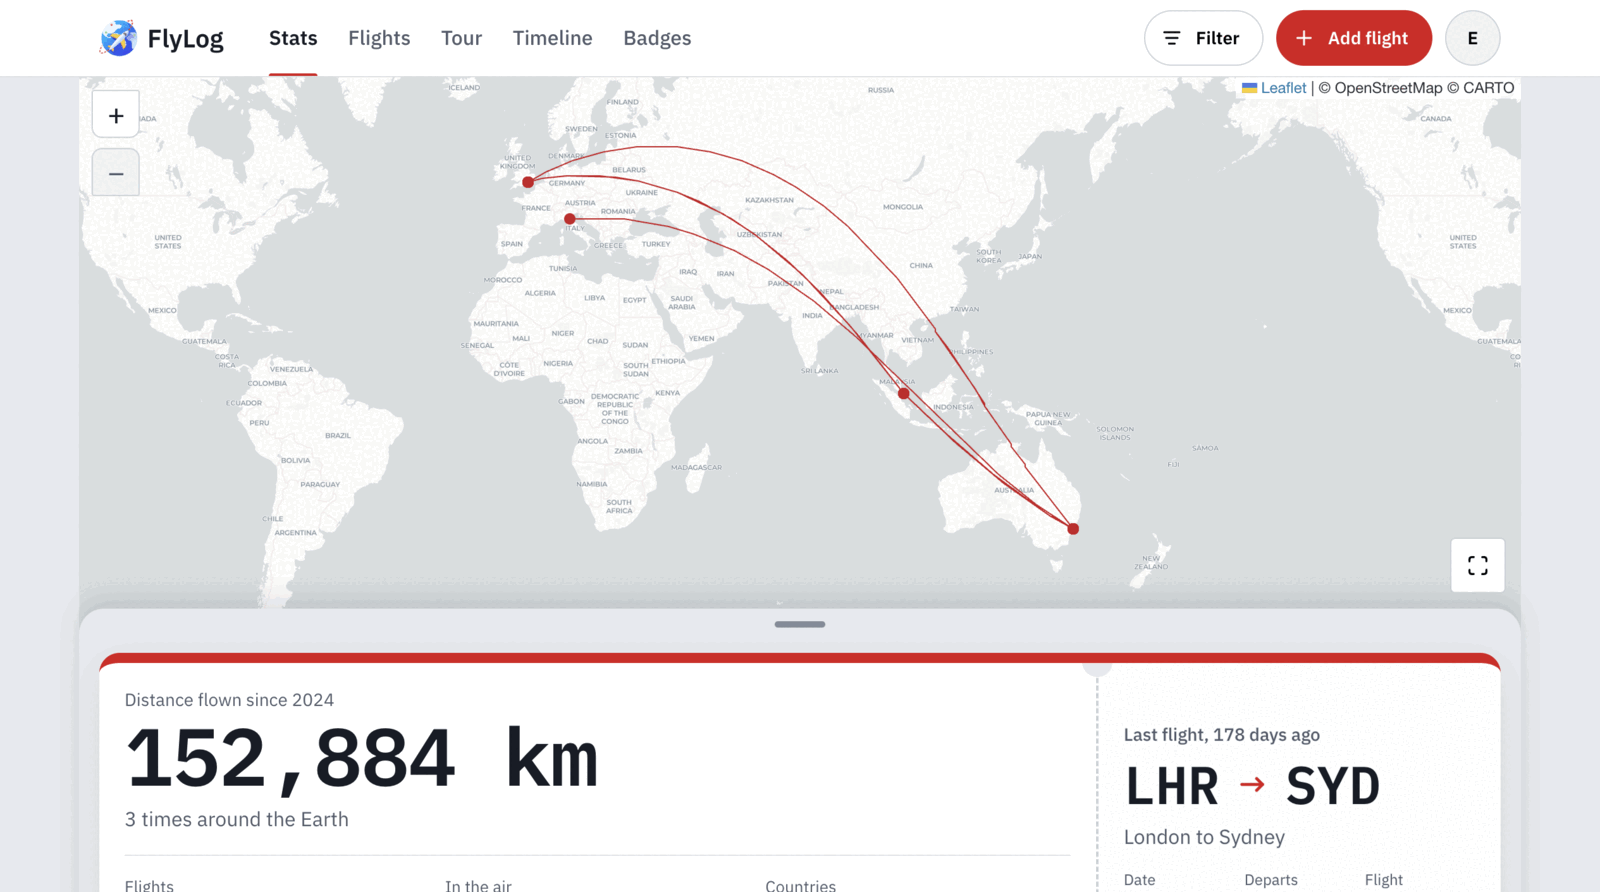 FlyLog
Stats
Flights
Tour
Timeline
Badges
Filter
Add flight
E
+
−
Leaflet | © OpenStreetMap © CARTO
ICELAND
RUSSIA
CANADA
FINLAND
SWEDEN
ESTONIA
UNITED
KINGDOM
DENMARK
BELARUS
GERMANY
UKRAINE
KAZAKHSTAN
MONGOLIA
FRANCE
AUSTRIA
ROMANIA
ITALY
SPAIN
GREECE
TURKEY
UZBEKISTAN
UNITED
STATES
SOUTH
KOREA
JAPAN
UNITED
STATES
CHINA
TUNISIA
MOROCCO
IRAQ
IRAN
PAKISTAN
NEPAL
ALGERIA
LIBYA
EGYPT
SAUDI
ARABIA
BANGLADESH
INDIA
TAIWAN
MEXICO
MEXICO
MAURITANIA
MALI
NIGER
CHAD
SUDAN
YEMEN
MYANMAR
VIETNAM
PHILIPPINES
GUATEMALA
GUATEMALA
SENEGAL
COSTA
RICA
VENEZUELA
COLOMBIA
CÔTE
D'IVOIRE
NIGERIA
SOUTH
SUDAN
ETHIOPIA
SRI LANKA
MALAYSIA
ECUADOR
GABON
DEMOCRATIC
REPUBLIC
OF THE
CONGO
KENYA
INDONESIA
PAPUA NEW
GUINEA
SOLOMON
ISLANDS
PERU
BRAZIL
ANGOLA
ZAMBIA
SAMOA
FIJI
BOLIVIA
MADAGASCAR
PARAGUAY
NAMIBIA
AUSTRALIA
SOUTH
AFRICA
CHILE
ARGENTINA
NEW
ZEALAND
Distance flown since 2024
152,884 km
3 times around the Earth
Flights
In the air
Countries
Last flight, 178 days ago
LHR → SYD
London to Sydney
Date
Departs
Flight